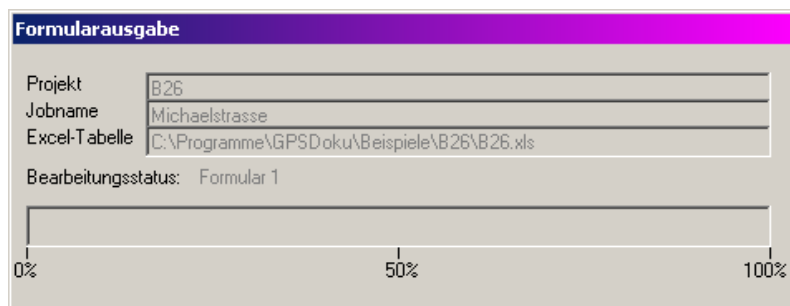 Formularausgabe
Projekt B26
Jobname Michaelstrasse
Excel-Tabelle C:\Programme\GPSDoku\Beispiele\B26\B26.xls
Bearbeitungsstatus: Formular 1
0% 50% 100%